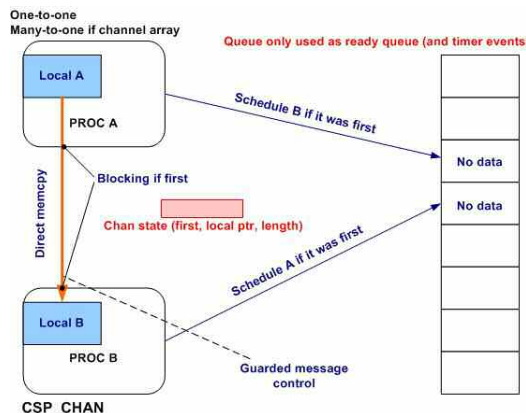 One-to-one
Many-to-one if channel array
Queue only used as ready queue (and timer events
Local A
PROC A
Schedule B if it was first
No data
Blocking if first
No data
Direct memcpy
Chan state (first, local ptr, length)
Schedule A if it was first
Local B
PROC B
Guarded message
control
CSP CHAN